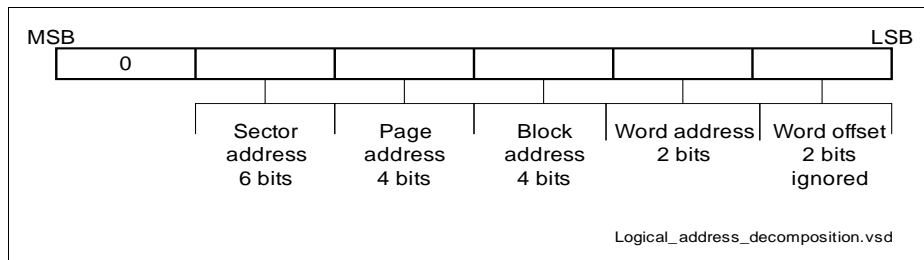 MSB LSB
0
Sector address 6 bits
Page address 4 bits
Block address 4 bits
Word address 2 bits
Word offset 2 bits ignored
Logical_address_decomposition.vsd